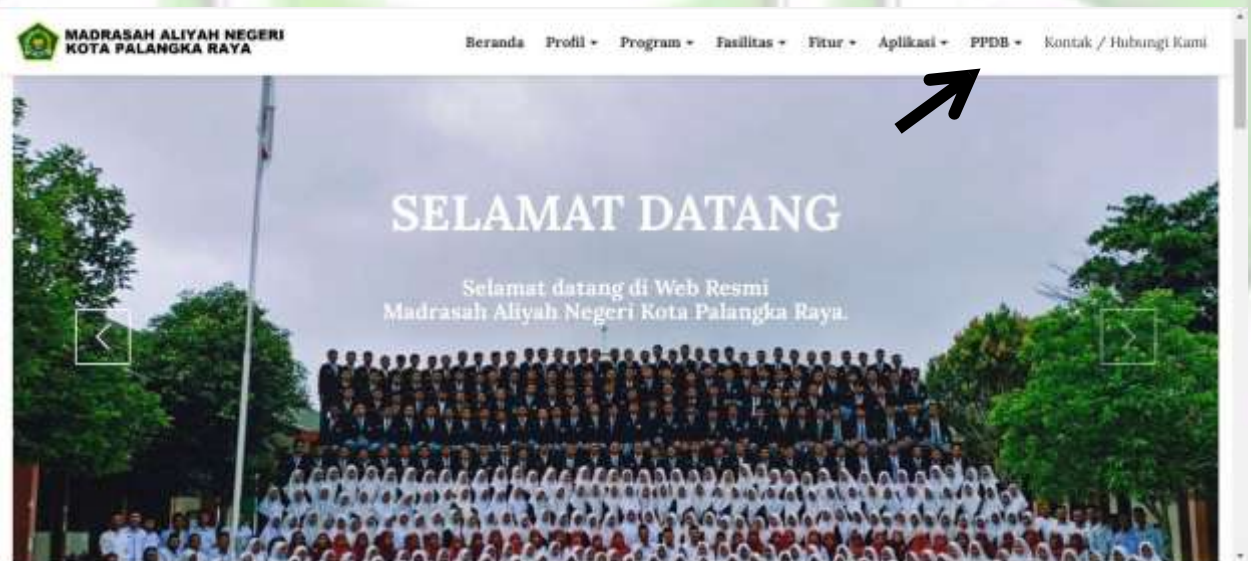 MADRASAH ALIYAH NEGERI
KOTA PALANGKA RAYA
Beranda Profil Program Fasilitas Fitur Aplikasi PPDB Kontak / Hubungi Kami
SELAMAT DATANG
Selamat datang di Web Resmi
Madrasah Aliyah Negeri Kota Palangka Raya.